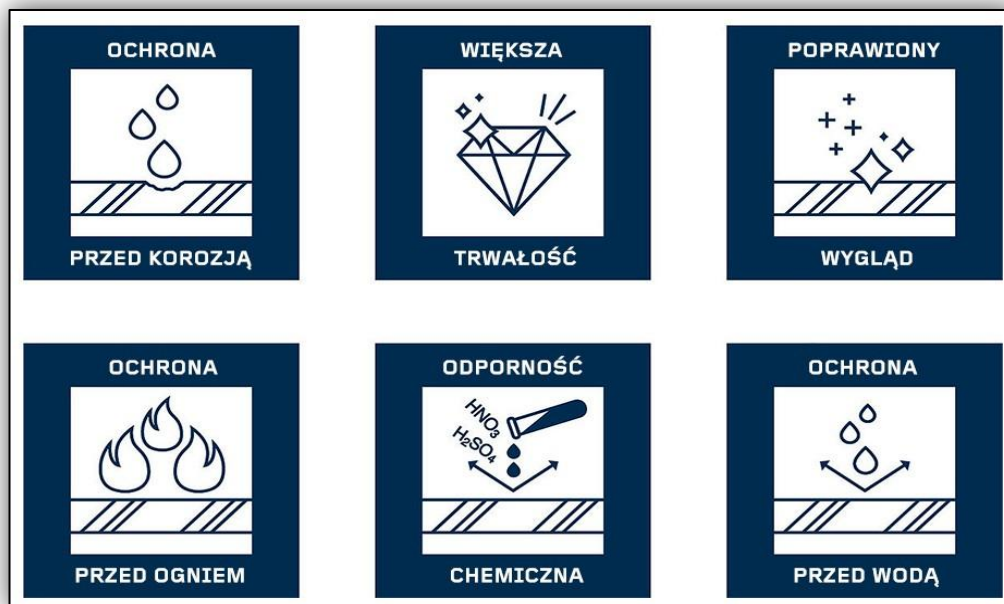 OCHRONA
PRZED KOROZJĄ
WIĘKSZA
TRWAŁOŚĆ
POPRAWIONY
WYGLĄD
OCHRONA
PRZED OGNIEM
ODPORNOŚĆ
HNO₃
H₂SO₄
CHEMICZNA
OCHRONA
PRZED WODĄ